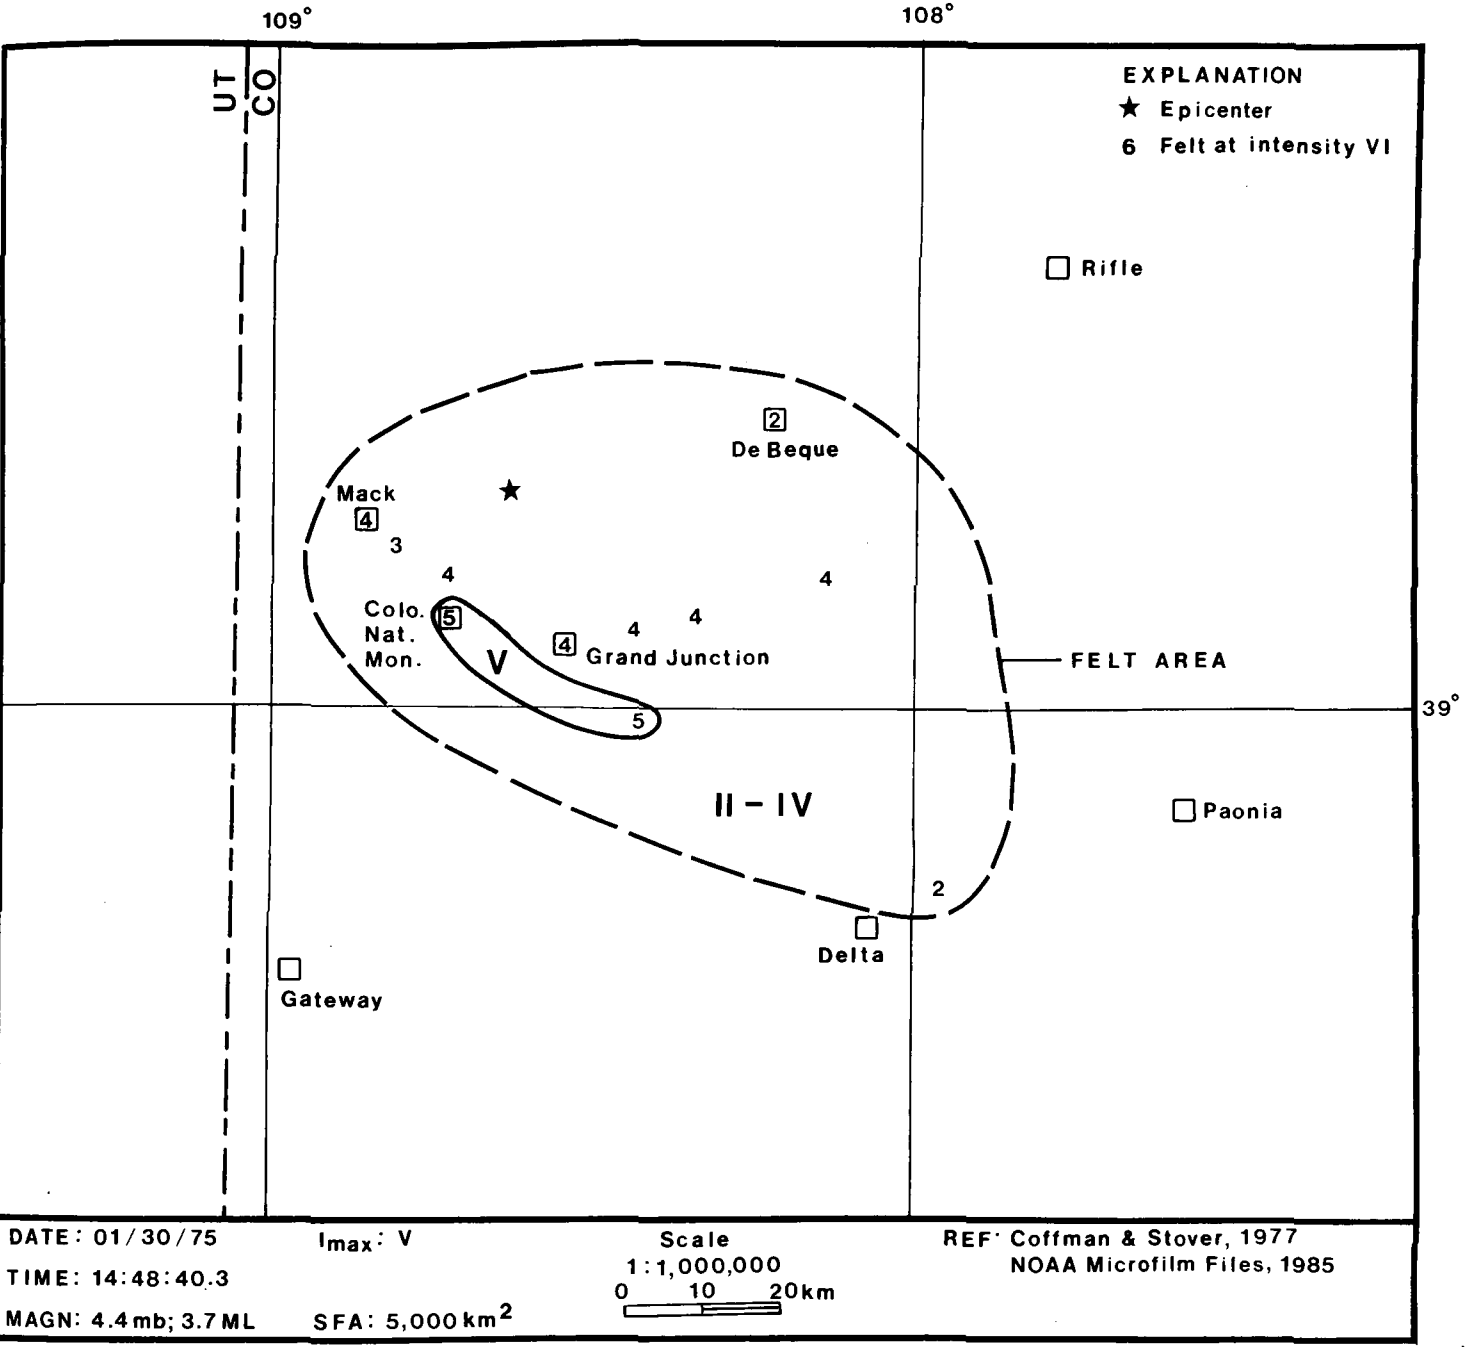 109°
108°
UT
CO
EXPLANATION
★ Epicenter
6 Felt at intensity VI
Rifle
2
De Beque
Mack
4
3
4
4
Colo.
Nat.
Mon.
5
4
4
4
V
Grand Junction
FELT AREA
39°
5
II - IV
Paonia
2
Delta
Gateway
DATE: 01/30/75
TIME: 14:48:40.3
MAGN: 4.4 mb; 3.7 ML
Imax: V
SFA: 5,000 km²
Scale
1:1,000,000
0 10 20km
REF: Coffman & Stover, 1977
NOAA Microfilm Files, 1985